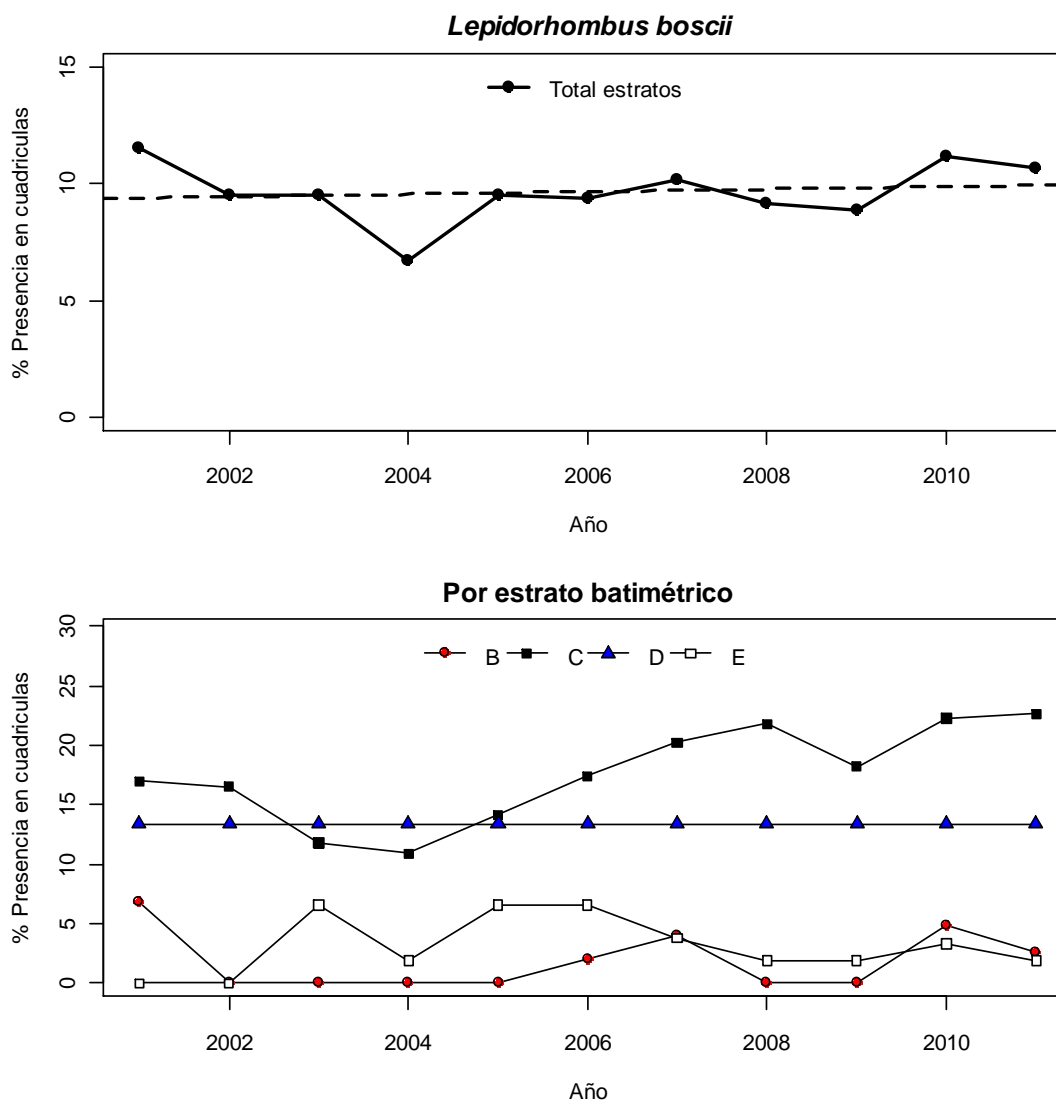 Lepidorhombus boscii
Total estratos
% Presencia en cuadriculas
15
10
5
0
2002 2004 2006 2008 2010
Año
Por estrato batimétrico
B C D E
% Presencia en cuadriculas
30
25
20
15
10
5
0
2002 2004 2006 2008 2010
Año